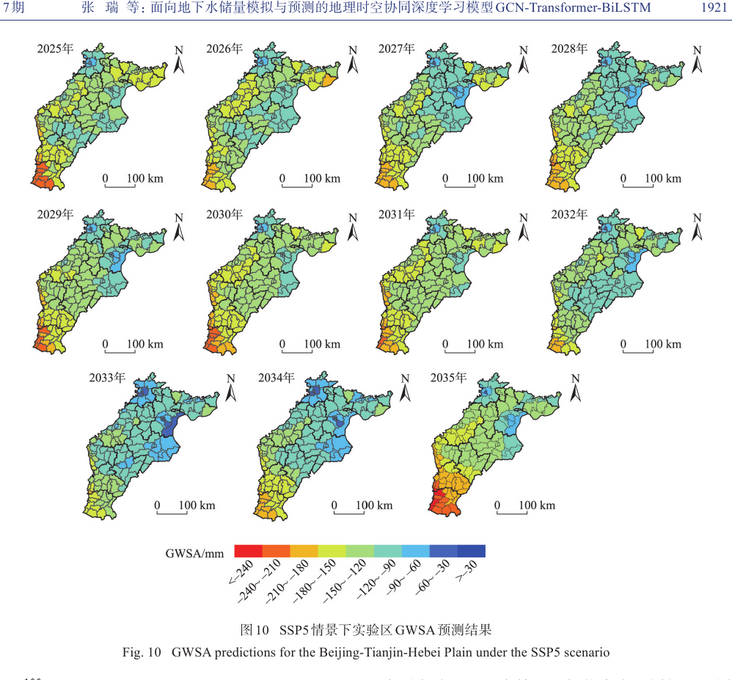 7期 张 瑞 等: 面向地下水储量模拟与预测的地理时空协同深度学习模型GCN-Transformer-BiLSTM 1921
2025年 N 2026年 N 2027年 N 2028年 N
0 100 km 0 100 km 0 100 km 0 100 km
2029年 N 2030年 N 2031年 N 2032年 N
0 100 km 0 100 km 0 100 km 0 100 km
2033年 N 2034年 N 2035年 N
0 100 km 0 100 km 0 100 km
GWSA/mm
<-240 -240~-210 -210~-180 -180~-150 -150~-120 -120~-90 -90~-60 -60~-30 >-30
图10 SSP5情景下实验区GWSA预测结果
Fig. 10 GWSA predictions for the Beijing-Tianjin-Hebei Plain under the SSP5 scenario